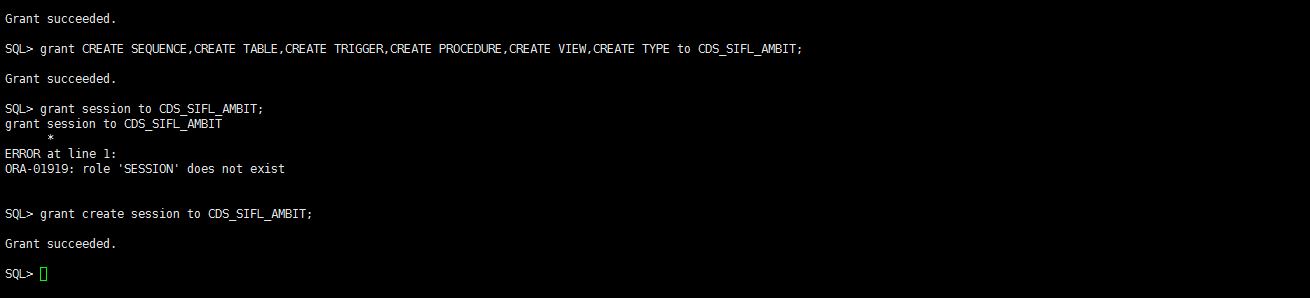 Grant succeeded.
SQL> grant CREATE SEQUENCE,CREATE TABLE,CREATE TRIGGER,CREATE PROCEDURE,CREATE VIEW,CREATE TYPE to CDS_SIFL_AMBIT;
Grant succeeded.
SQL> grant session to CDS_SIFL_AMBIT;
grant session to CDS_SIFL_AMBIT
*
ERROR at line 1:
ORA-01919: role 'SESSION' does not exist
SQL> grant create session to CDS_SIFL_AMBIT;
Grant succeeded.
SQL>